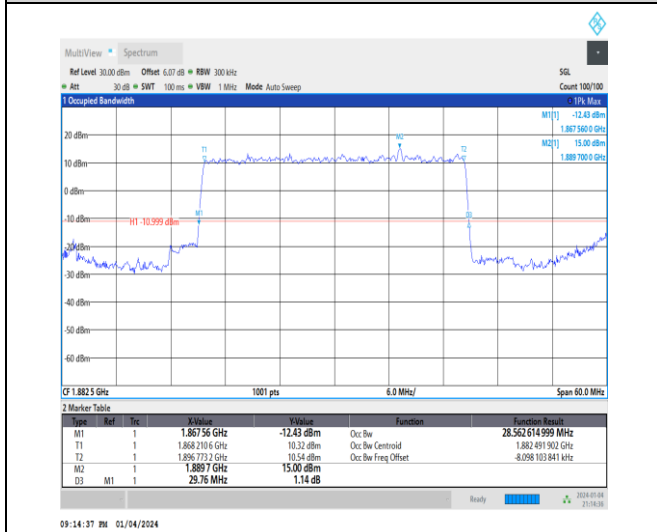 MultiView Spectrum
Ref Level 30.00 dBm Offset 6.07 dB RBW 300 kHz SGL
Att 30 dB SWT 100 ms VBW 1 MHz Mode Auto Sweep Count 100/100
1 Occupied Bandwidth 1Pk Max
M1[1] -12.43 dBm
1.867 560 0 GHz
M2[1] 15.00 dBm
1.889 700 0 GHz
20 dBm
T1 M2 T2
10 dBm
0 dBm
M1 D3
-10 dBm
H1 -10.999 dBm
-20 dBm
-30 dBm
-40 dBm
-50 dBm
-60 dBm
CF 1.882 5 GHz 1001 pts 6.0 MHz/ Span 60.0 MHz
2 Marker Table
Type Ref Trc X-Value Y-Value Function Function Result
M1 1 1.867 56 GHz -12.43 dBm Occ Bw 28.562 614 999 MHz
T1 1 1.868 210 6 GHz 10.32 dBm Occ Bw Centroid 1.882 491 902 GHz
T2 1 1.896 773 2 GHz 10.54 dBm Occ Bw Freq Offset -8.098 103 841 kHz
M2 1 1.889 7 GHz 15.00 dBm
D3 M1 1 29.76 MHz 1.14 dB
Ready 2024-01-04
21:14:36
09:14:37 PM 01/04/2024